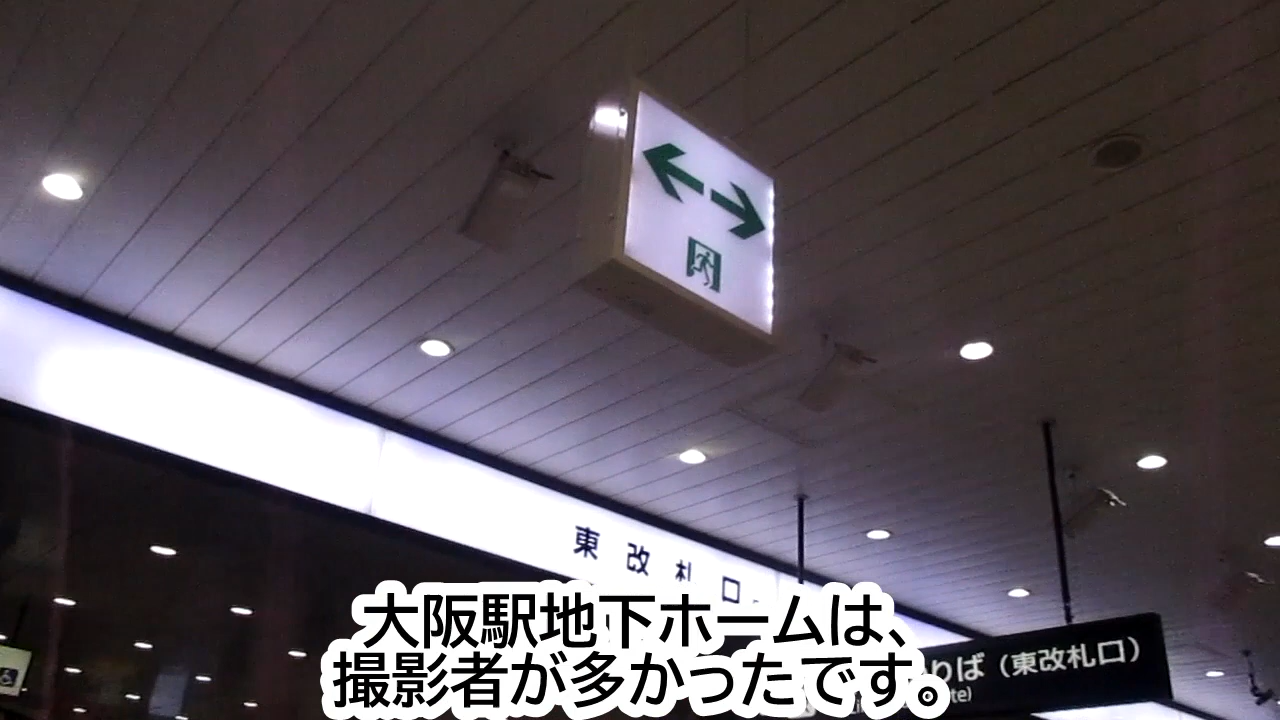 東改札口
りば（東改札口）
大阪駅地下ホームは、
撮影者が多かったです。